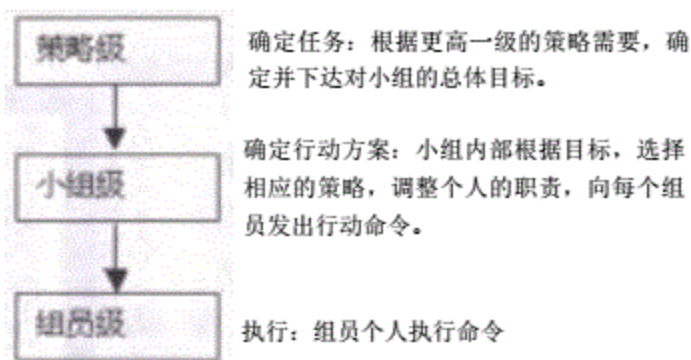 策略级
确定任务：根据更高一级的策略需要，确
定并下达对小组的总体目标。
小组级
确定行动方案：小组内部根据目标，选择
相应的策略，调整个人的职责，向每个组
员发出行动命令。
组员级
执行：组员个人执行命令